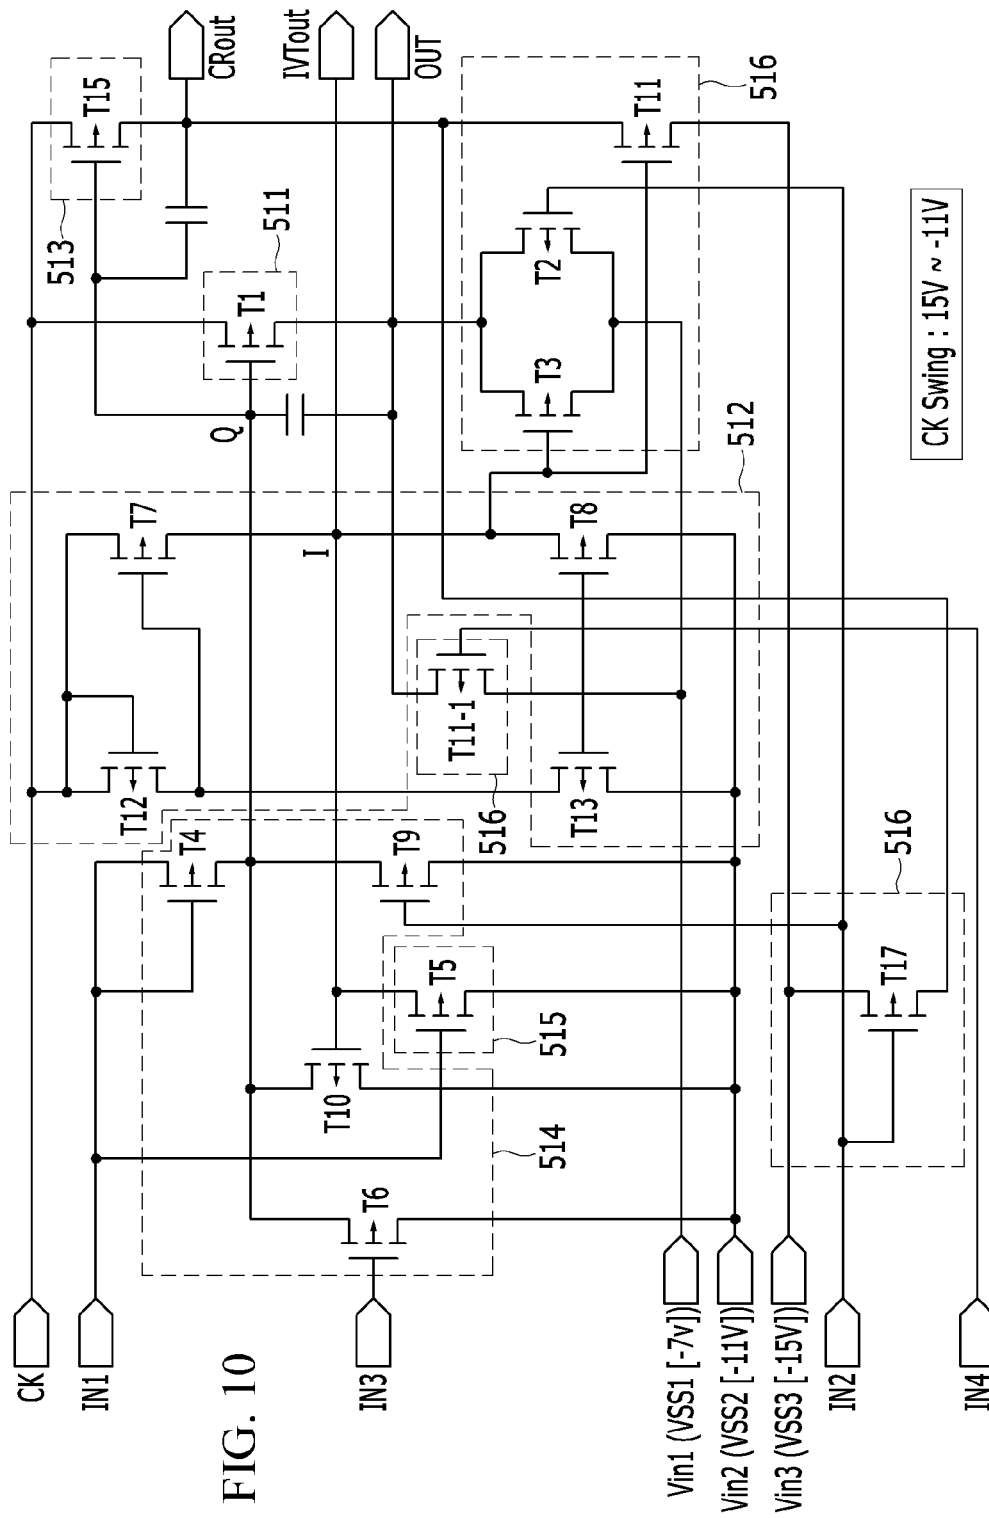 FIG. 10
CK
IN1
IN3
Vin1 (VSS1 [-7v])
Vin2 (VSS2 [-11V])
Vin3 (VSS3 [-15V])
IN2
IN4
T6
514
T10
T5
515
T17
516
T4
T9
T12
T11-1
516
T13
T7
I
T8
512
Q
T1
511
T3
T2
513
T15
T11
516
CRout
IVTout
OUT
CK Swing : 15V ~ -11V